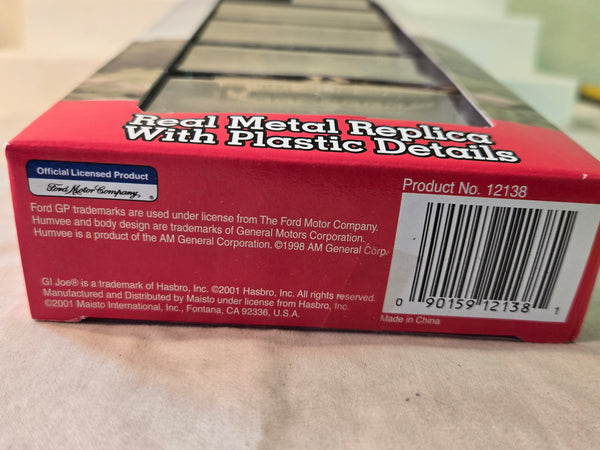 Real Metal Replica
With Plastic Details
Official Licensed Product
Ford Motor Company,
Product No. 12138
Ford GP trademarks are used under license from The Ford Motor Company.
Humvee and body design are trademarks of General Motors Corporation.
Humvee is a product of the AM General Corporation. ©1998 AM General Corp.
GI Joe® is a trademark of Hasbro, Inc. ©2001 Hasbro, Inc. All rights reserved.
Manufactured and Distributed by Maisto under license from Hasbro, Inc.
©2001 Maisto International, Inc., Fontana, CA 92336, U.S.A.
0 90159 12138 1
Made in China